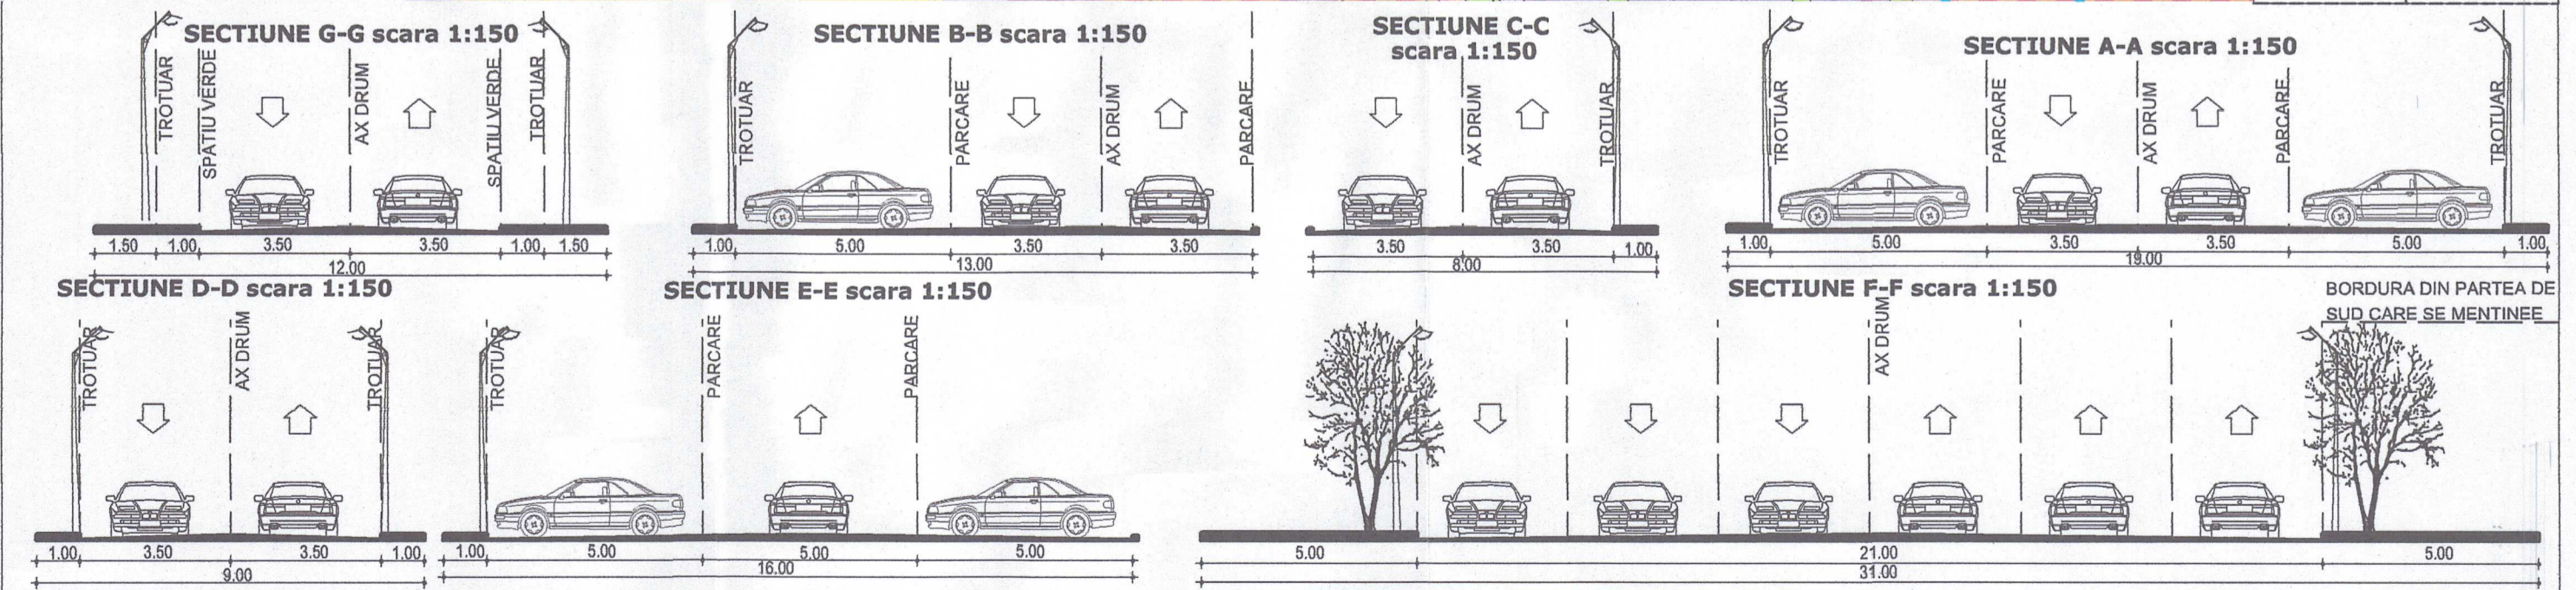 SECTIUNE G-G scara 1:150
TROTUAR
SPATIU VERDE
AX DRUM
SPATIU VERDE
TROTUAR
1.50 1.00 3.50 3.50 1.00 1.50
12.00
SECTIUNE B-B scara 1:150
TROTUAR
PARCARE
AX DRUM
PARCARE
1.00 5.00 3.50 3.50
13.00
SECTIUNE C-C
scara 1:150
AX DRUM
TROTUAR
3.50 3.50 1.00
8.00
SECTIUNE A-A scara 1:150
TROTUAR
PARCARE
AX DRUM
PARCARE
TROTUAR
1.00 5.00 3.50 3.50 5.00 1.00
19.00
SECTIUNE D-D scara 1:150
TROTUAR
AX DRUM
TROTUAR
1.00 3.50 3.50 1.00
9.00
SECTIUNE E-E scara 1:150
TROTUAR
PARCARE
PARCARE
1.00 5.00 5.00 5.00
16.00
SECTIUNE F-F scara 1:150
AX DRUM
BORDURA DIN PARTEA DE
SUD CARE SE MENTINEE
5.00 21.00 5.00
31.00